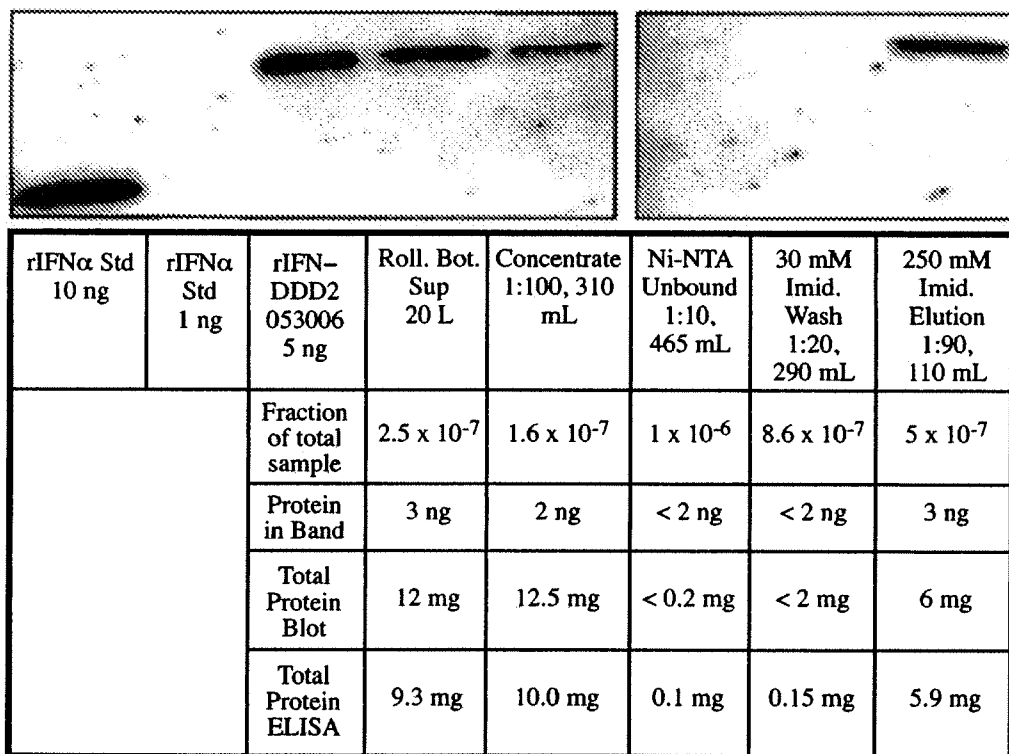 rIFNα Std
10 ng
rIFNα
Std
1 ng
rIFN–
DDD2
053006
5 ng
Roll. Bot.
Sup
20 L
Concentrate
1:100, 310
mL
Ni-NTA
Unbound
1:10,
465 mL
30 mM
Imid.
Wash
1:20,
290 mL
250 mM
Imid.
Elution
1:90,
110 mL
Fraction
of total
sample
2.5 x 10-7
1.6 x 10-7
1 x 10-6
8.6 x 10-7
5 x 10-7
Protein
in Band
3 ng
2 ng
< 2 ng
< 2 ng
3 ng
Total
Protein
Blot
12 mg
12.5 mg
< 0.2 mg
< 2 mg
6 mg
Total
Protein
ELISA
9.3 mg
10.0 mg
0.1 mg
0.15 mg
5.9 mg